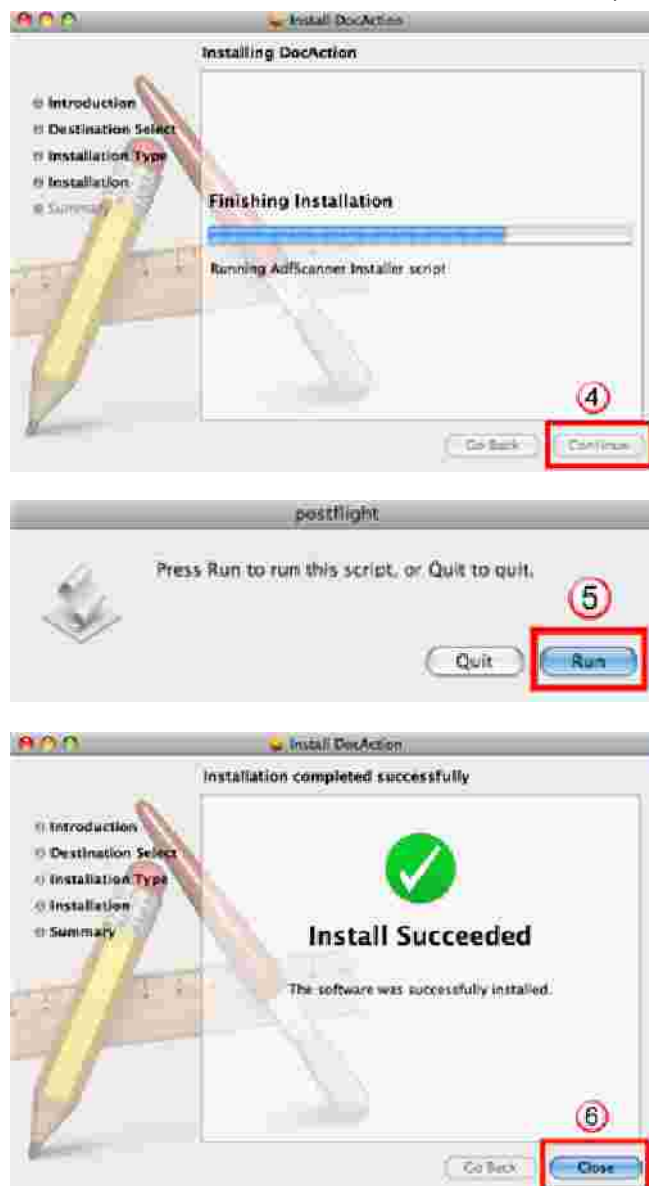 Install DocAction
Installing DocAction
Introduction
Destination Select
Installation Type
Installation
Summary
Finishing Installation
Running AdfScanner Installer script
4
Go Back
Continue
postflight
Press Run to run this script, or Quit to quit.
5
Quit
Run
Install DocAction
Installation completed successfully
Introduction
Destination Select
Installation Type
Installation
Summary
Install Succeeded
The software was successfully installed.
6
Go Back
Close